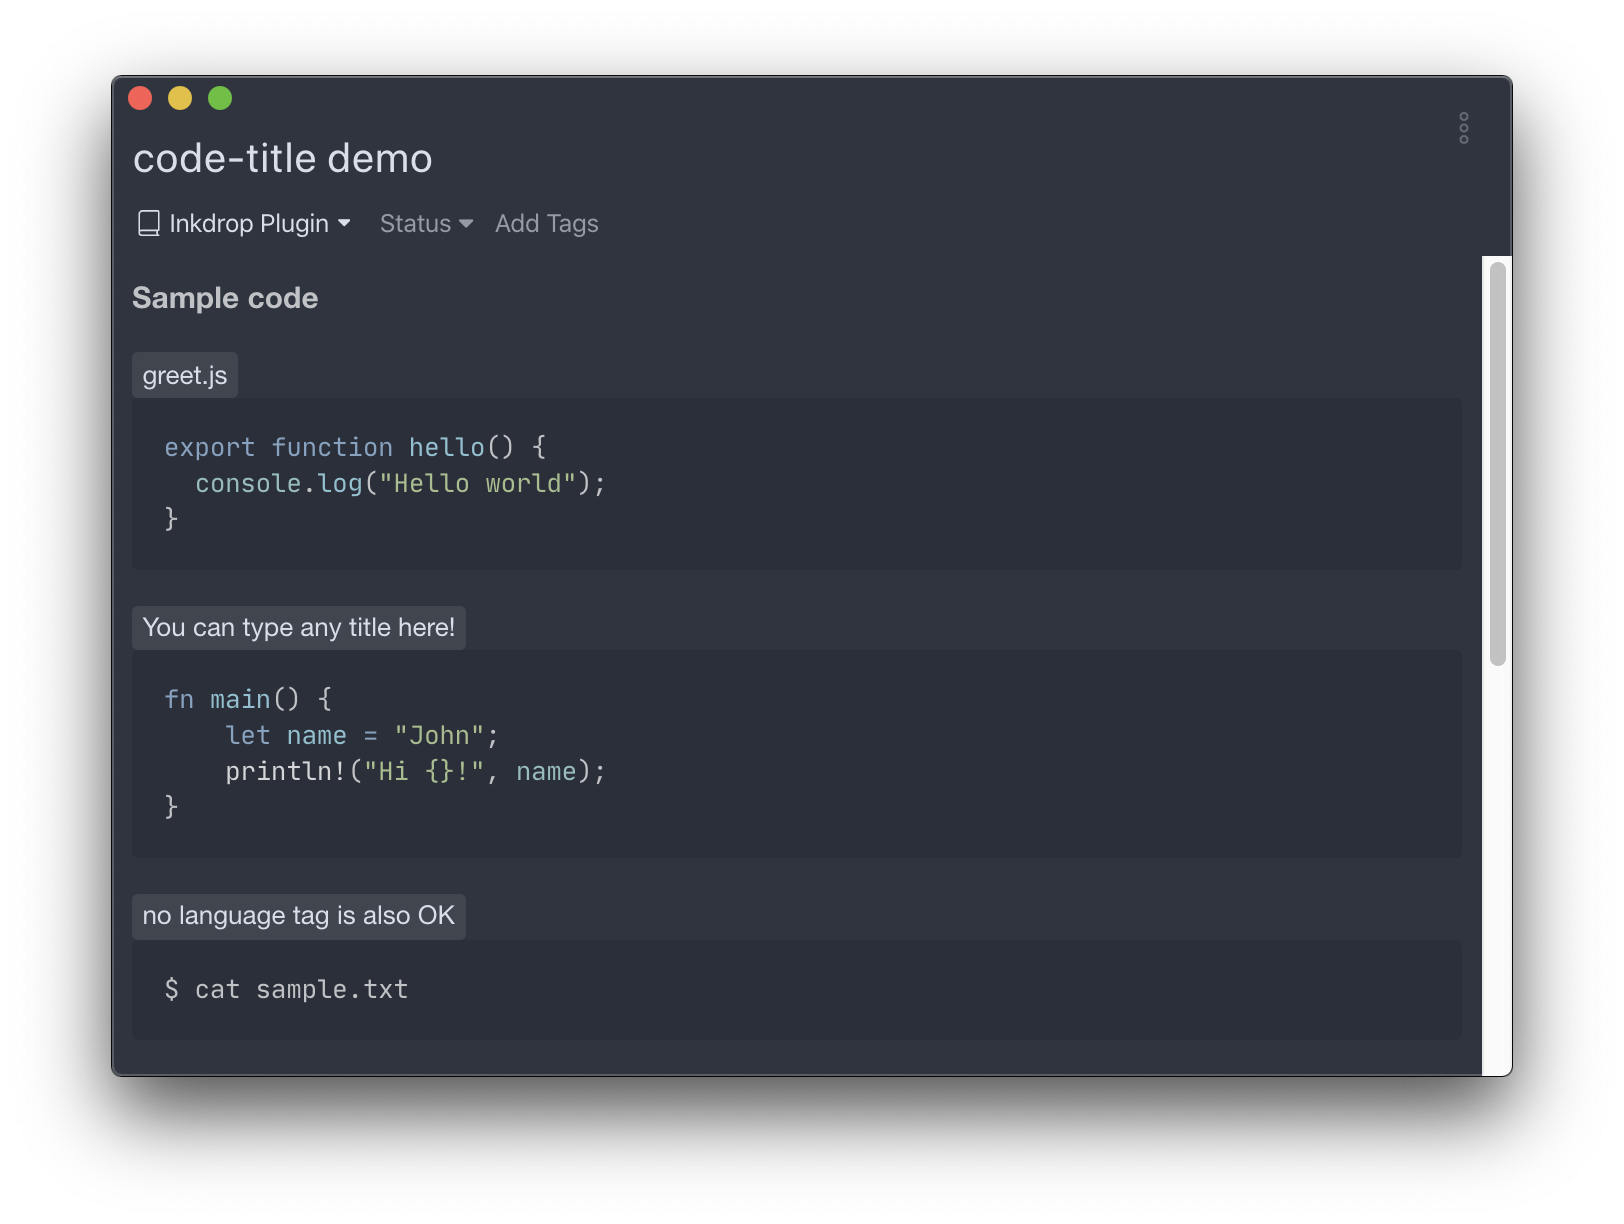 code-title demo
Inkdrop Plugin Status Add Tags
Sample code
greet.js
export function hello() {
  console.log("Hello world");
}
You can type any title here!
fn main() {
    let name = "John";
    println!("Hi {}!", name);
}
no language tag is also OK
$ cat sample.txt